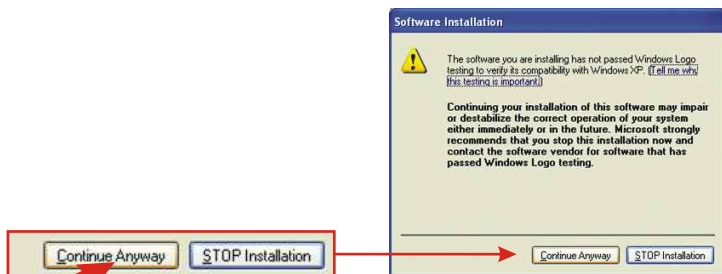 Software Installation
The software you are installing has not passed Windows Logo
testing to verify its compatibility with Windows XP. (Tell me why
this testing is important.)
Continuing your installation of this software may impair
or destabilize the correct operation of your system
either immediately or in the future. Microsoft strongly
recommends that you stop this installation now and
contact the software vendor for software that has
passed Windows Logo testing.
Continue Anyway STOP Installation
Continue Anyway STOP Installation